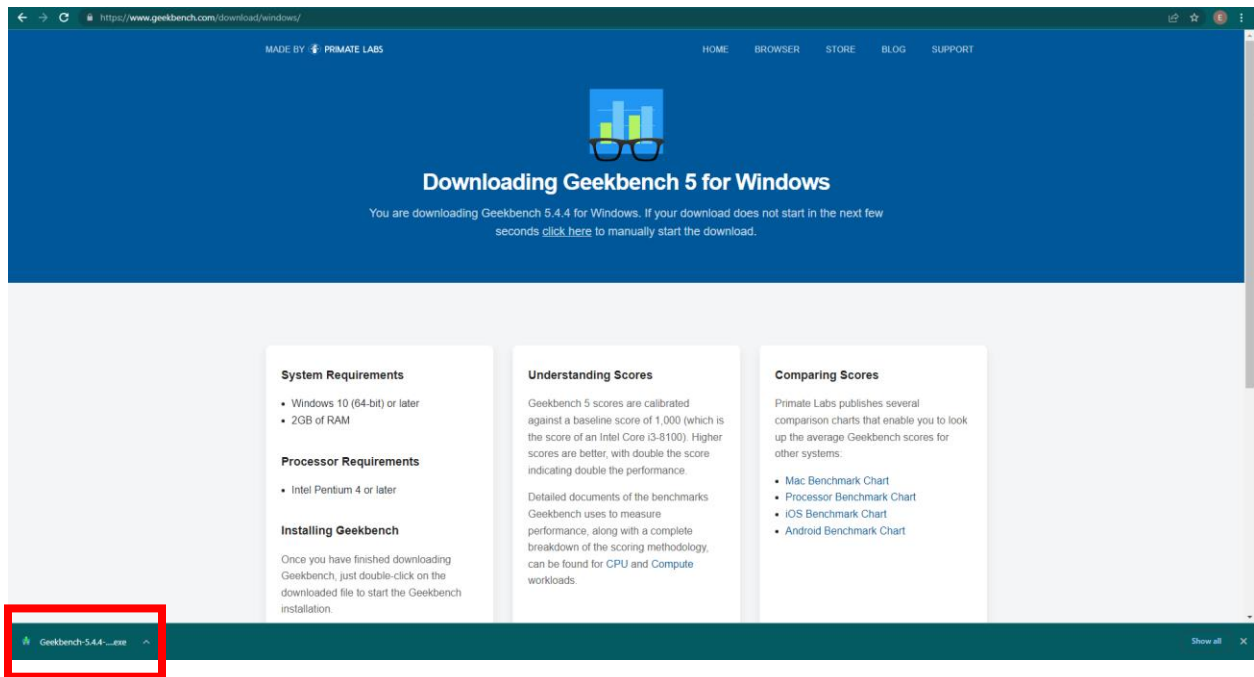 https://www.geekbench.com/download/windows/
E
MADE BY PRIMATE LABS
HOME BROWSER STORE BLOG SUPPORT
Downloading Geekbench 5 for Windows
You are downloading Geekbench 5.4.4 for Windows. If your download does not start in the next few
seconds click here to manually start the download.
System Requirements
• Windows 10 (64-bit) or later
• 2GB of RAM
Processor Requirements
• Intel Pentium 4 or later
Installing Geekbench
Once you have finished downloading
Geekbench, just double-click on the
downloaded file to start the Geekbench
installation.
Understanding Scores
Geekbench 5 scores are calibrated
against a baseline score of 1,000 (which is
the score of an Intel Core i3-8100). Higher
scores are better, with double the score
indicating double the performance.
Detailed documents of the benchmarks
Geekbench uses to measure
performance, along with a complete
breakdown of the scoring methodology,
can be found for CPU and Compute
workloads.
Comparing Scores
Primate Labs publishes several
comparison charts that enable you to look
up the average Geekbench scores for
other systems:
• Mac Benchmark Chart
• Processor Benchmark Chart
• iOS Benchmark Chart
• Android Benchmark Chart
Geekbench-5.4.4-....exe
Show all X